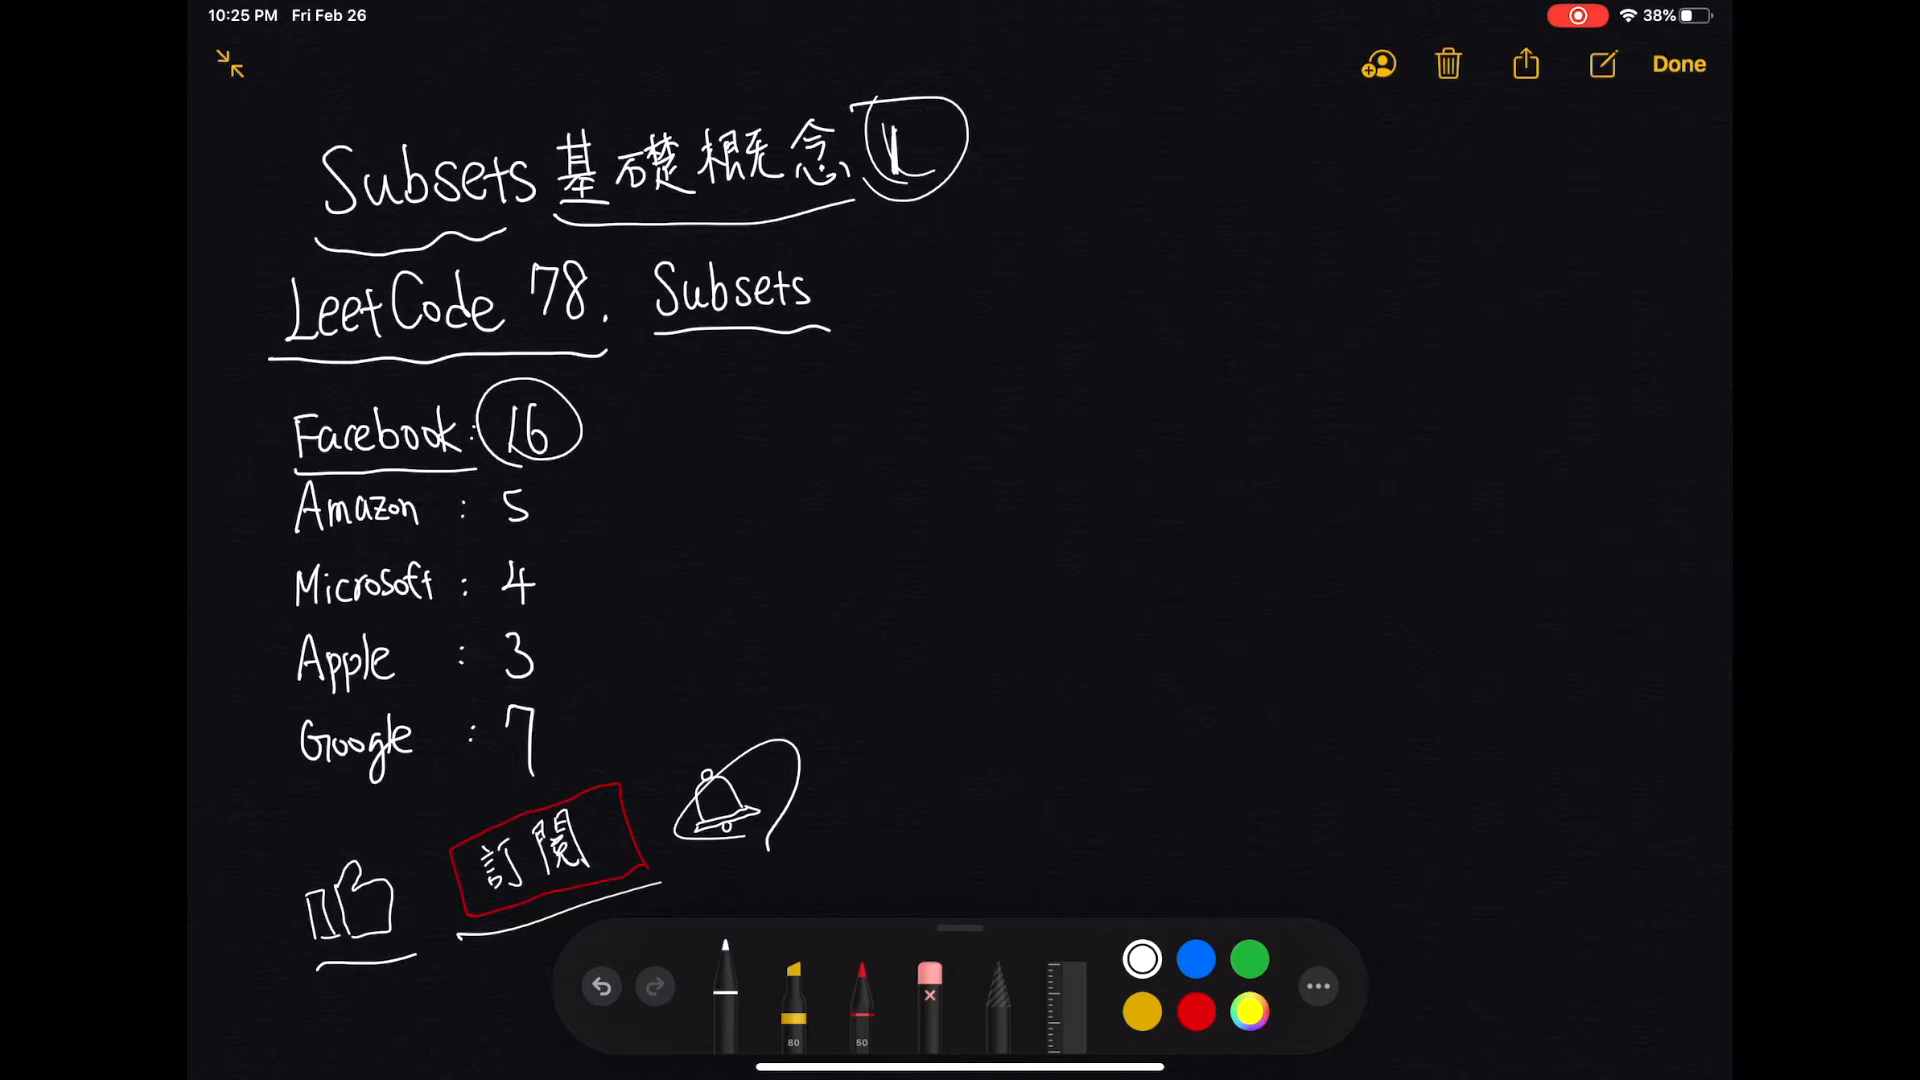 10:25 PM Fri Feb 26 38%
Done
Subsets 基礎概念 1
LeetCode 78. Subsets
Facebook: 16
Amazon : 5
Microsoft : 4
Apple : 3
Google : 7
訂閱
80 50